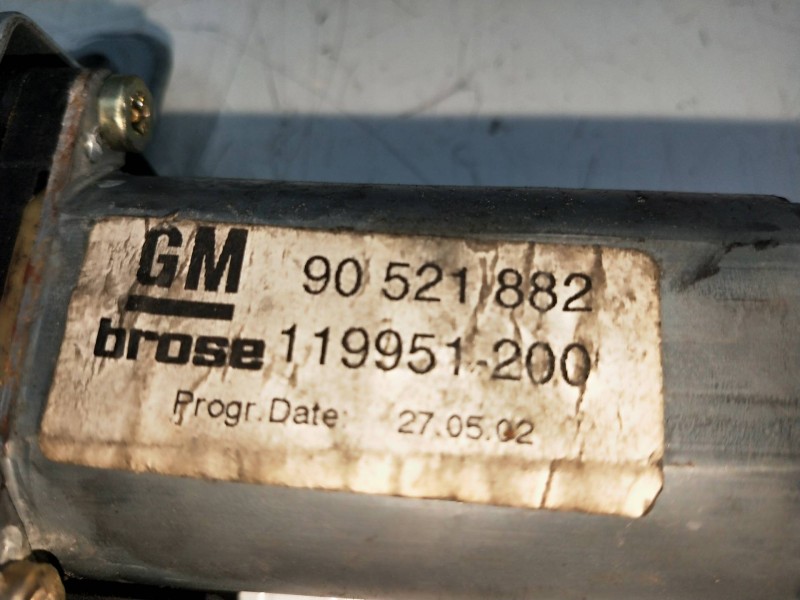 GM 90 521 882
brose 119951-200
Progr. Date: 27.05.02